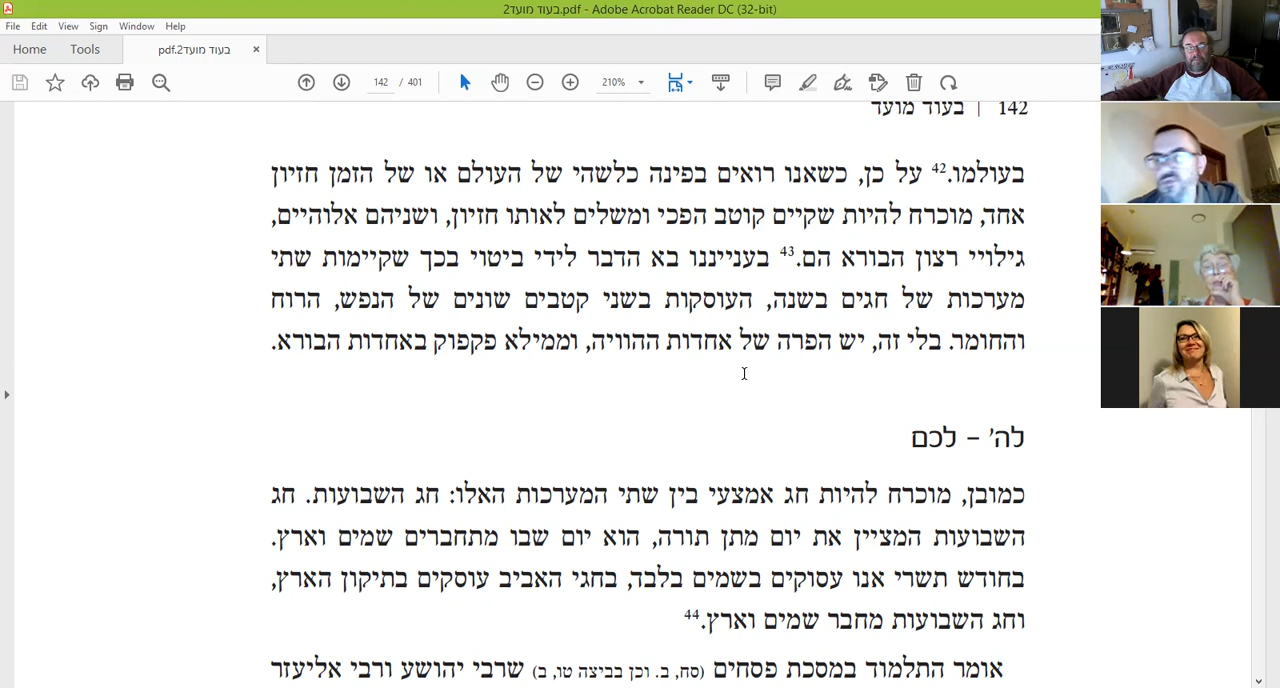 בעוד מועד2.pdf - Adobe Acrobat Reader DC (32-bit)
File Edit View Sign Window Help
Home Tools בעוד מועד2.pdf ×
142 / 401 210%
142 | בעוד מועד
בעולמו.42 על כן, כשאנו רואים בפינה כלשהי של העולם או של הזמן חזיון
אחד, מוכרח להיות שקיים קוטב הפכי ומשלים לאותו חזיון, ושניהם אלוהיים,
גילויי רצון הבורא הם.43 בענייננו בא הדבר לידי ביטוי בכך שקיימות שתי
מערכות של חגים בשנה, העוסקות בשני קטבים שונים של הנפש, הרוח
והחומר. בלי זה, יש הפרה של אחדות ההוויה, וממילא פקפוק באחדות הבורא.
לה' – לכם
כמובן, מוכרח להיות חג אמצעי בין שתי המערכות האלו: חג השבועות. חג
השבועות המציין את יום מתן תורה, הוא יום שבו מתחברים שמים וארץ.
בחודש תשרי אנו עסוקים בשמים בלבד, בחגי האביב עוסקים בתיקון הארץ,
וחג השבועות מחבר שמים וארץ.44
אומר התלמוד במסכת פסחים (סח, ב. וכן בביצה טו, ב) שרבי יהושע ורבי אליעזר